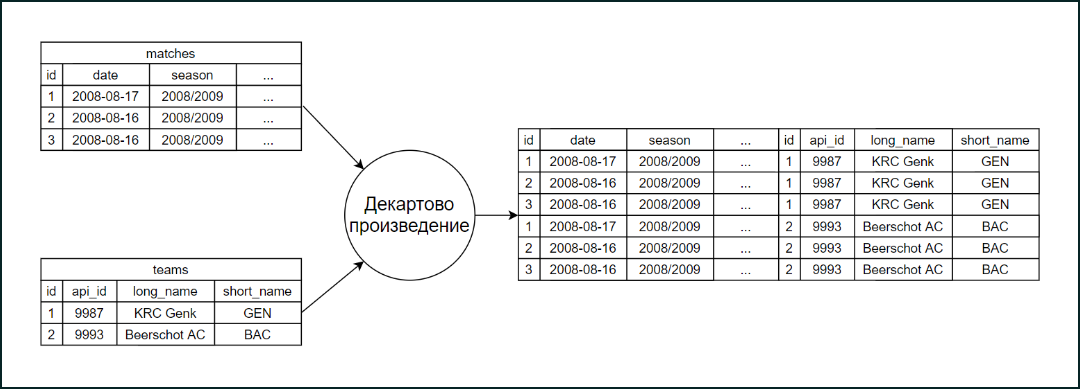 matches
id date season ...
1 2008-08-17 2008/2009 ...
2 2008-08-16 2008/2009 ...
3 2008-08-16 2008/2009 ...
teams
id api_id long_name short_name
1 9987 KRC Genk GEN
2 9993 Beerschot AC BAC
Декартово
произведение
id date season ... id api_id long_name short_name
1 2008-08-17 2008/2009 ... 1 9987 KRC Genk GEN
2 2008-08-16 2008/2009 ... 1 9987 KRC Genk GEN
3 2008-08-16 2008/2009 ... 1 9987 KRC Genk GEN
1 2008-08-17 2008/2009 ... 2 9993 Beerschot AC BAC
2 2008-08-16 2008/2009 ... 2 9993 Beerschot AC BAC
3 2008-08-16 2008/2009 ... 2 9993 Beerschot AC BAC